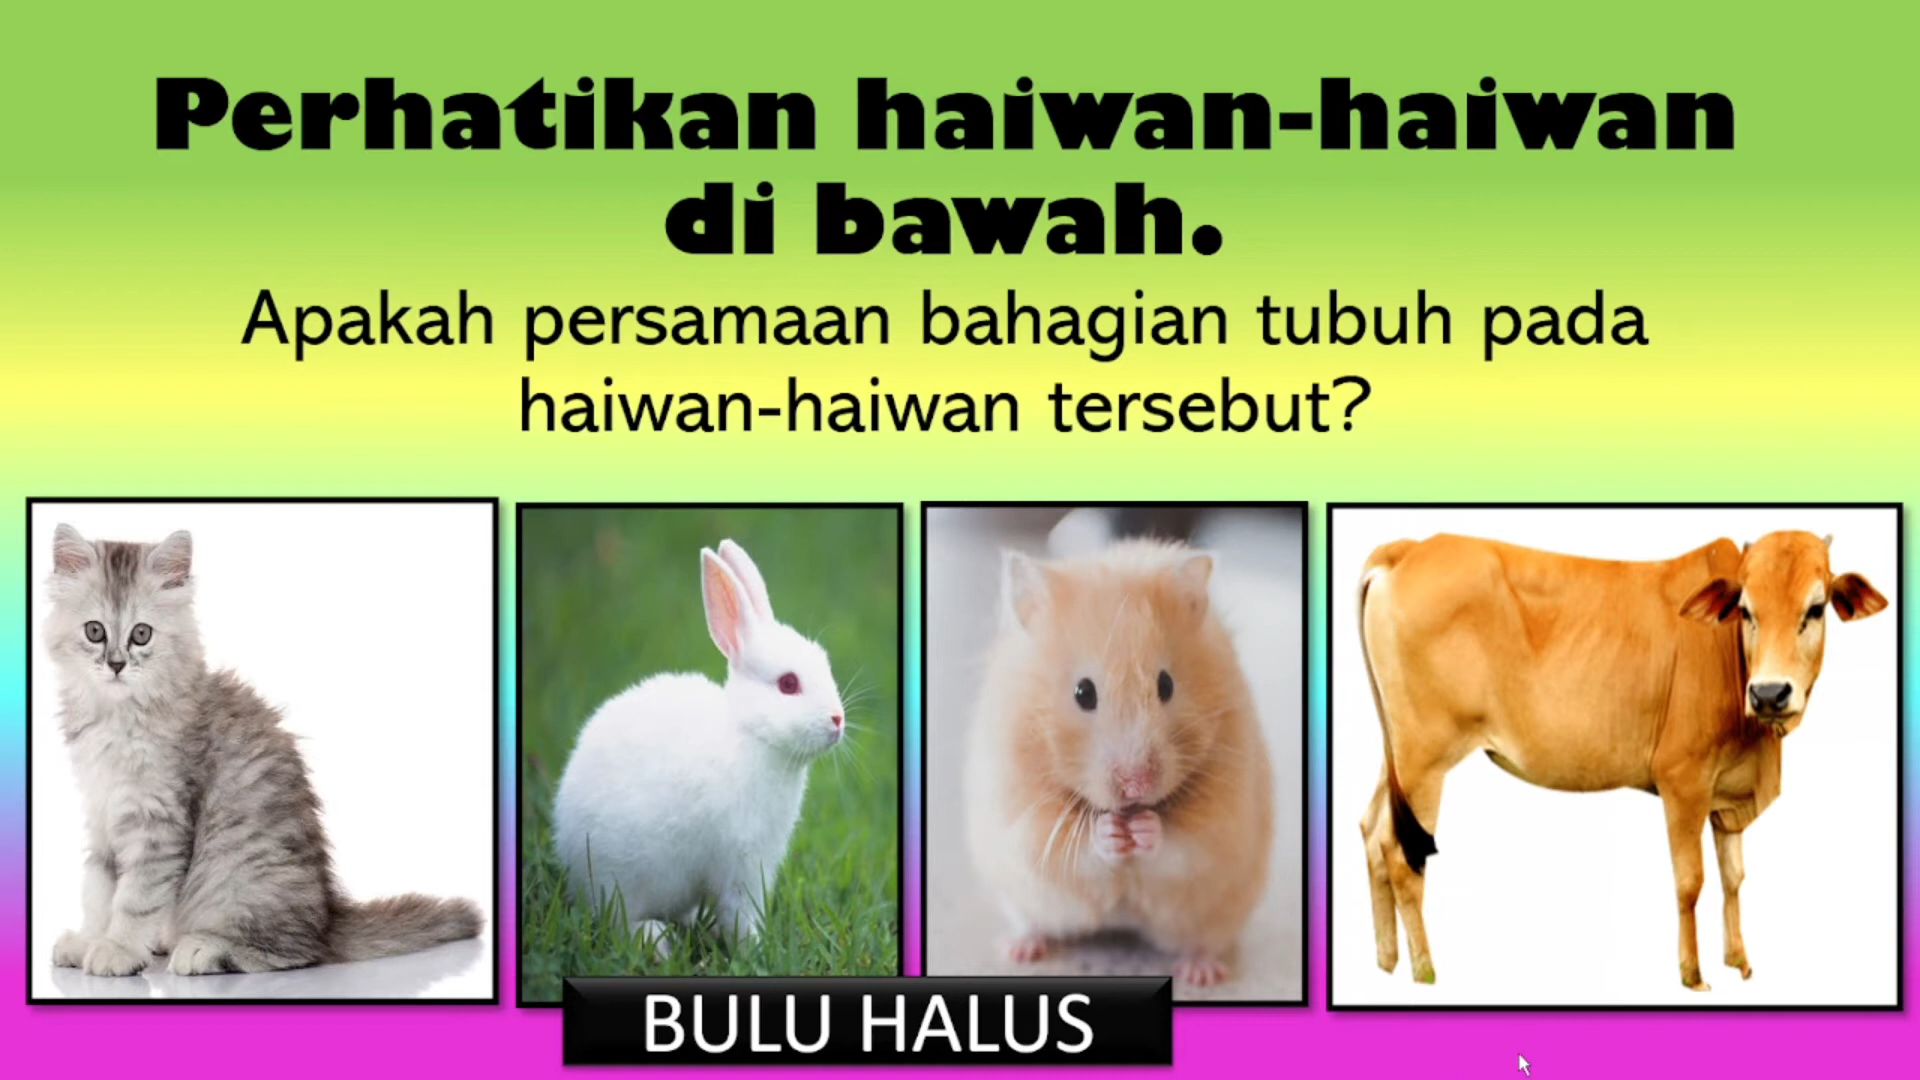 Perhatikan haiwan-haiwan
di bawah.
Apakah persamaan bahagian tubuh pada
haiwan-haiwan tersebut?
BULU HALUS